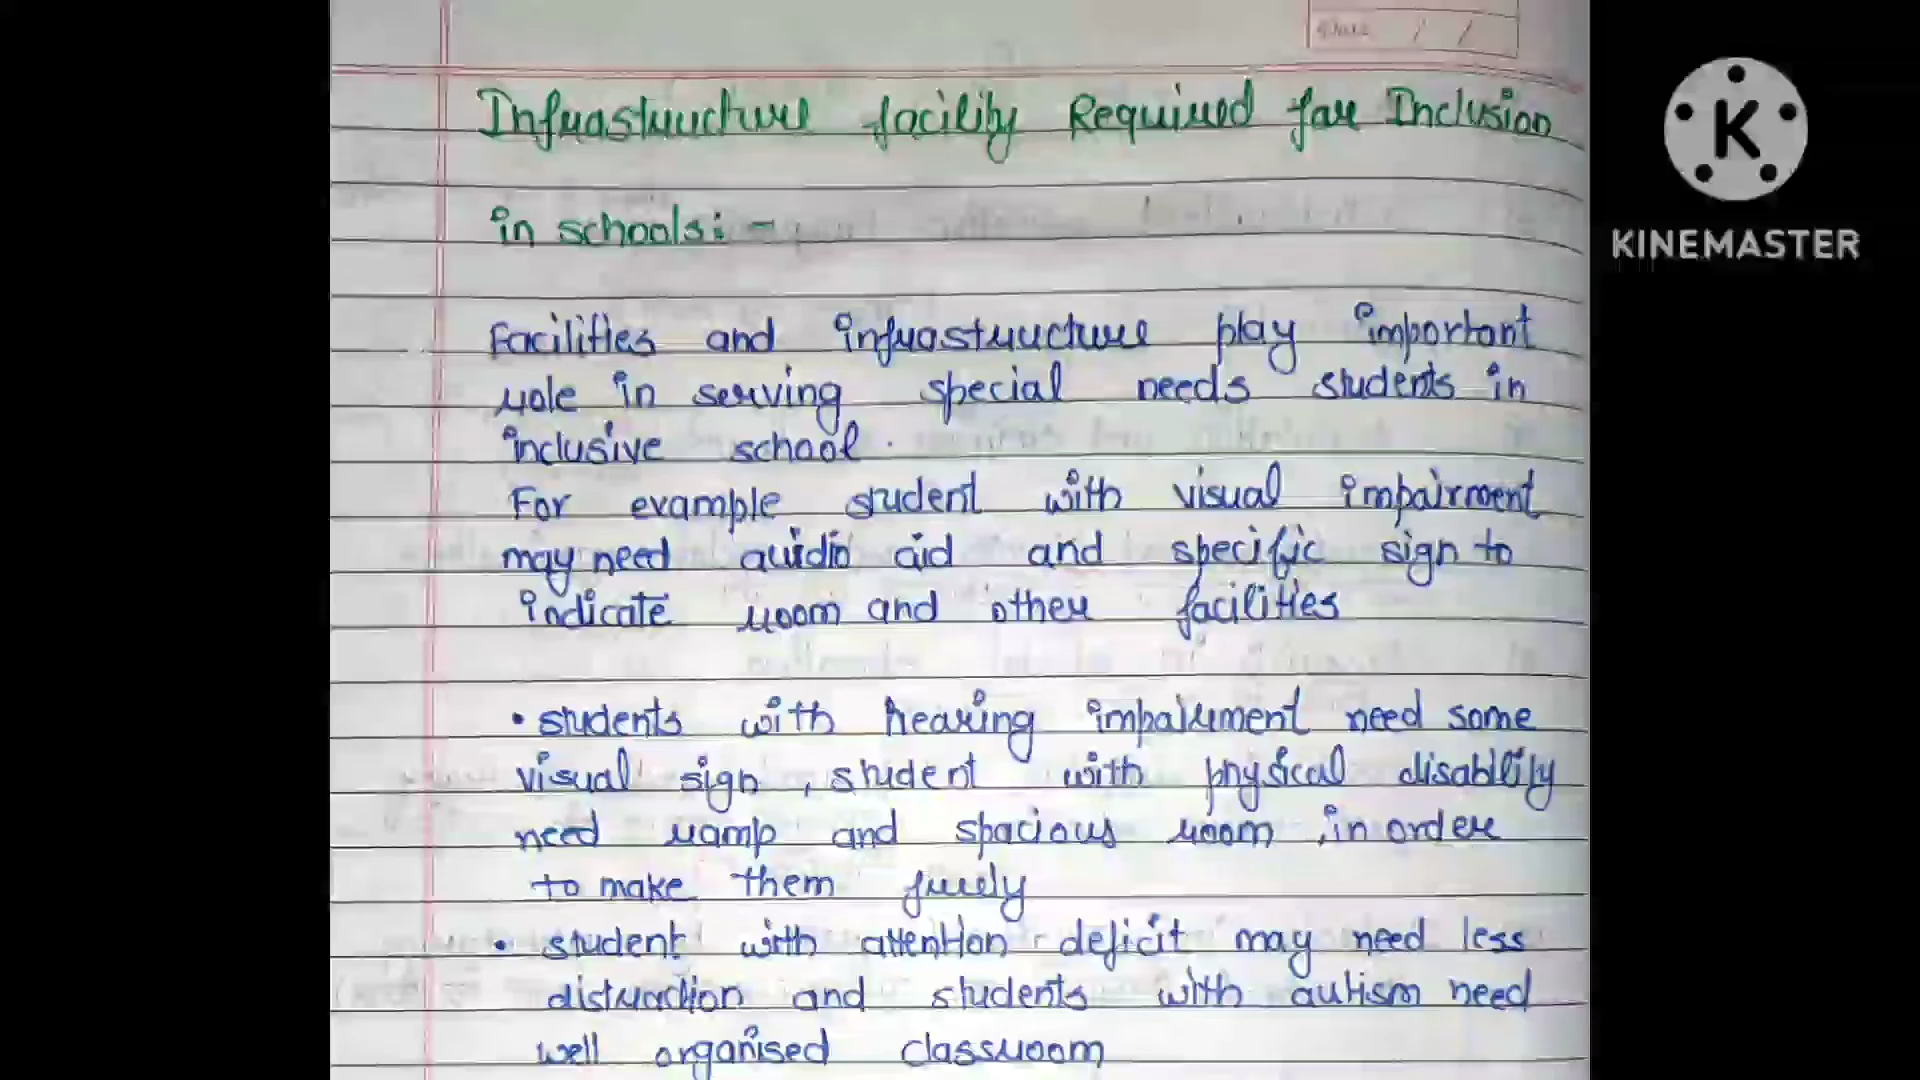 Date / /
Infrastructure facility Required for Inclusion
in schools: -
Facilities and infrastructure play important
role in serving special needs students in
inclusive school.
For example student with visual impairment
may need auidio aid and specific sign to
indicate room and other facilities
• students with hearing impairment need some
visual sign, student with physical disability
need ramp and spacious room, in order
to make them freely
• student with attention deficit may need less
distraction and students with autism need
well organised classroom
K
KINEMASTER